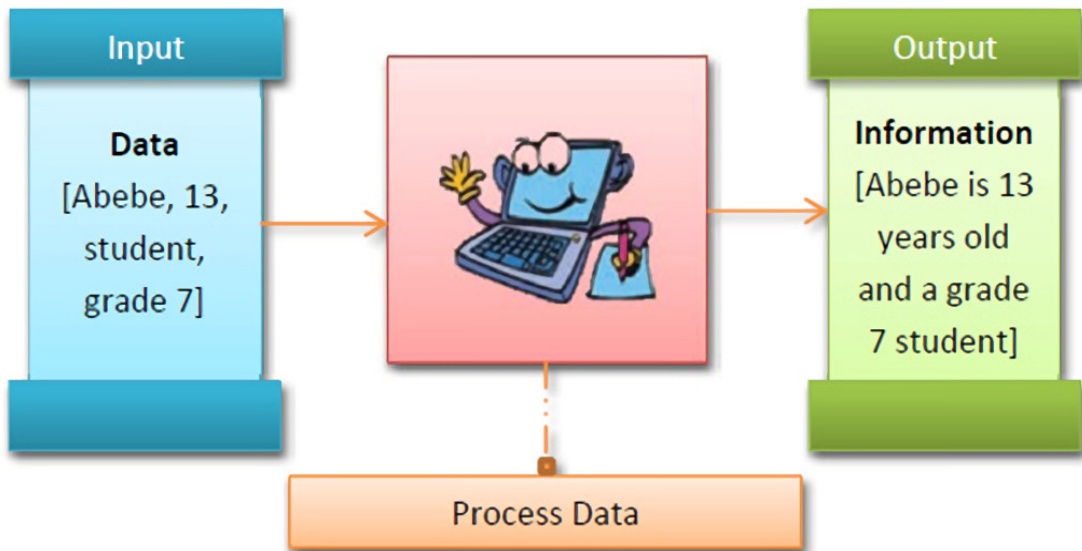 Input
Data
[Abebe, 13,
student,
grade 7]
Output
Information
[Abebe is 13
years old
and a grade
7 student]
Process Data